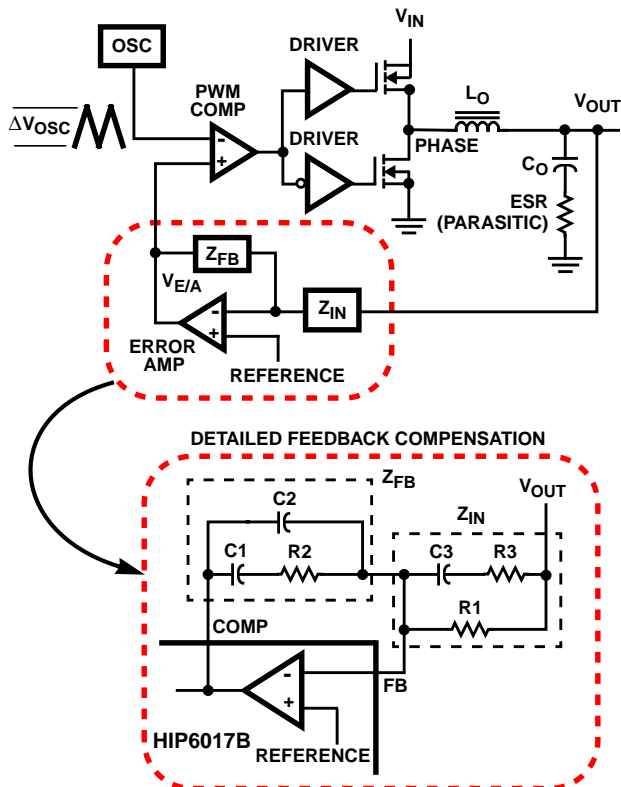 V_IN
OSC
DRIVER
L_O
PWM
COMP
V_OUT
ΔV_OSC
-
+
DRIVER
PHASE
C_O
ESR
(PARASITIC)
Z_FB
V_E/A
-
+
Z_IN
ERROR
AMP
REFERENCE
DETAILED FEEDBACK COMPENSATION
Z_FB
V_OUT
C2
Z_IN
C1
R2
C3
R3
R1
COMP
-
+
FB
HIP6017B
REFERENCE